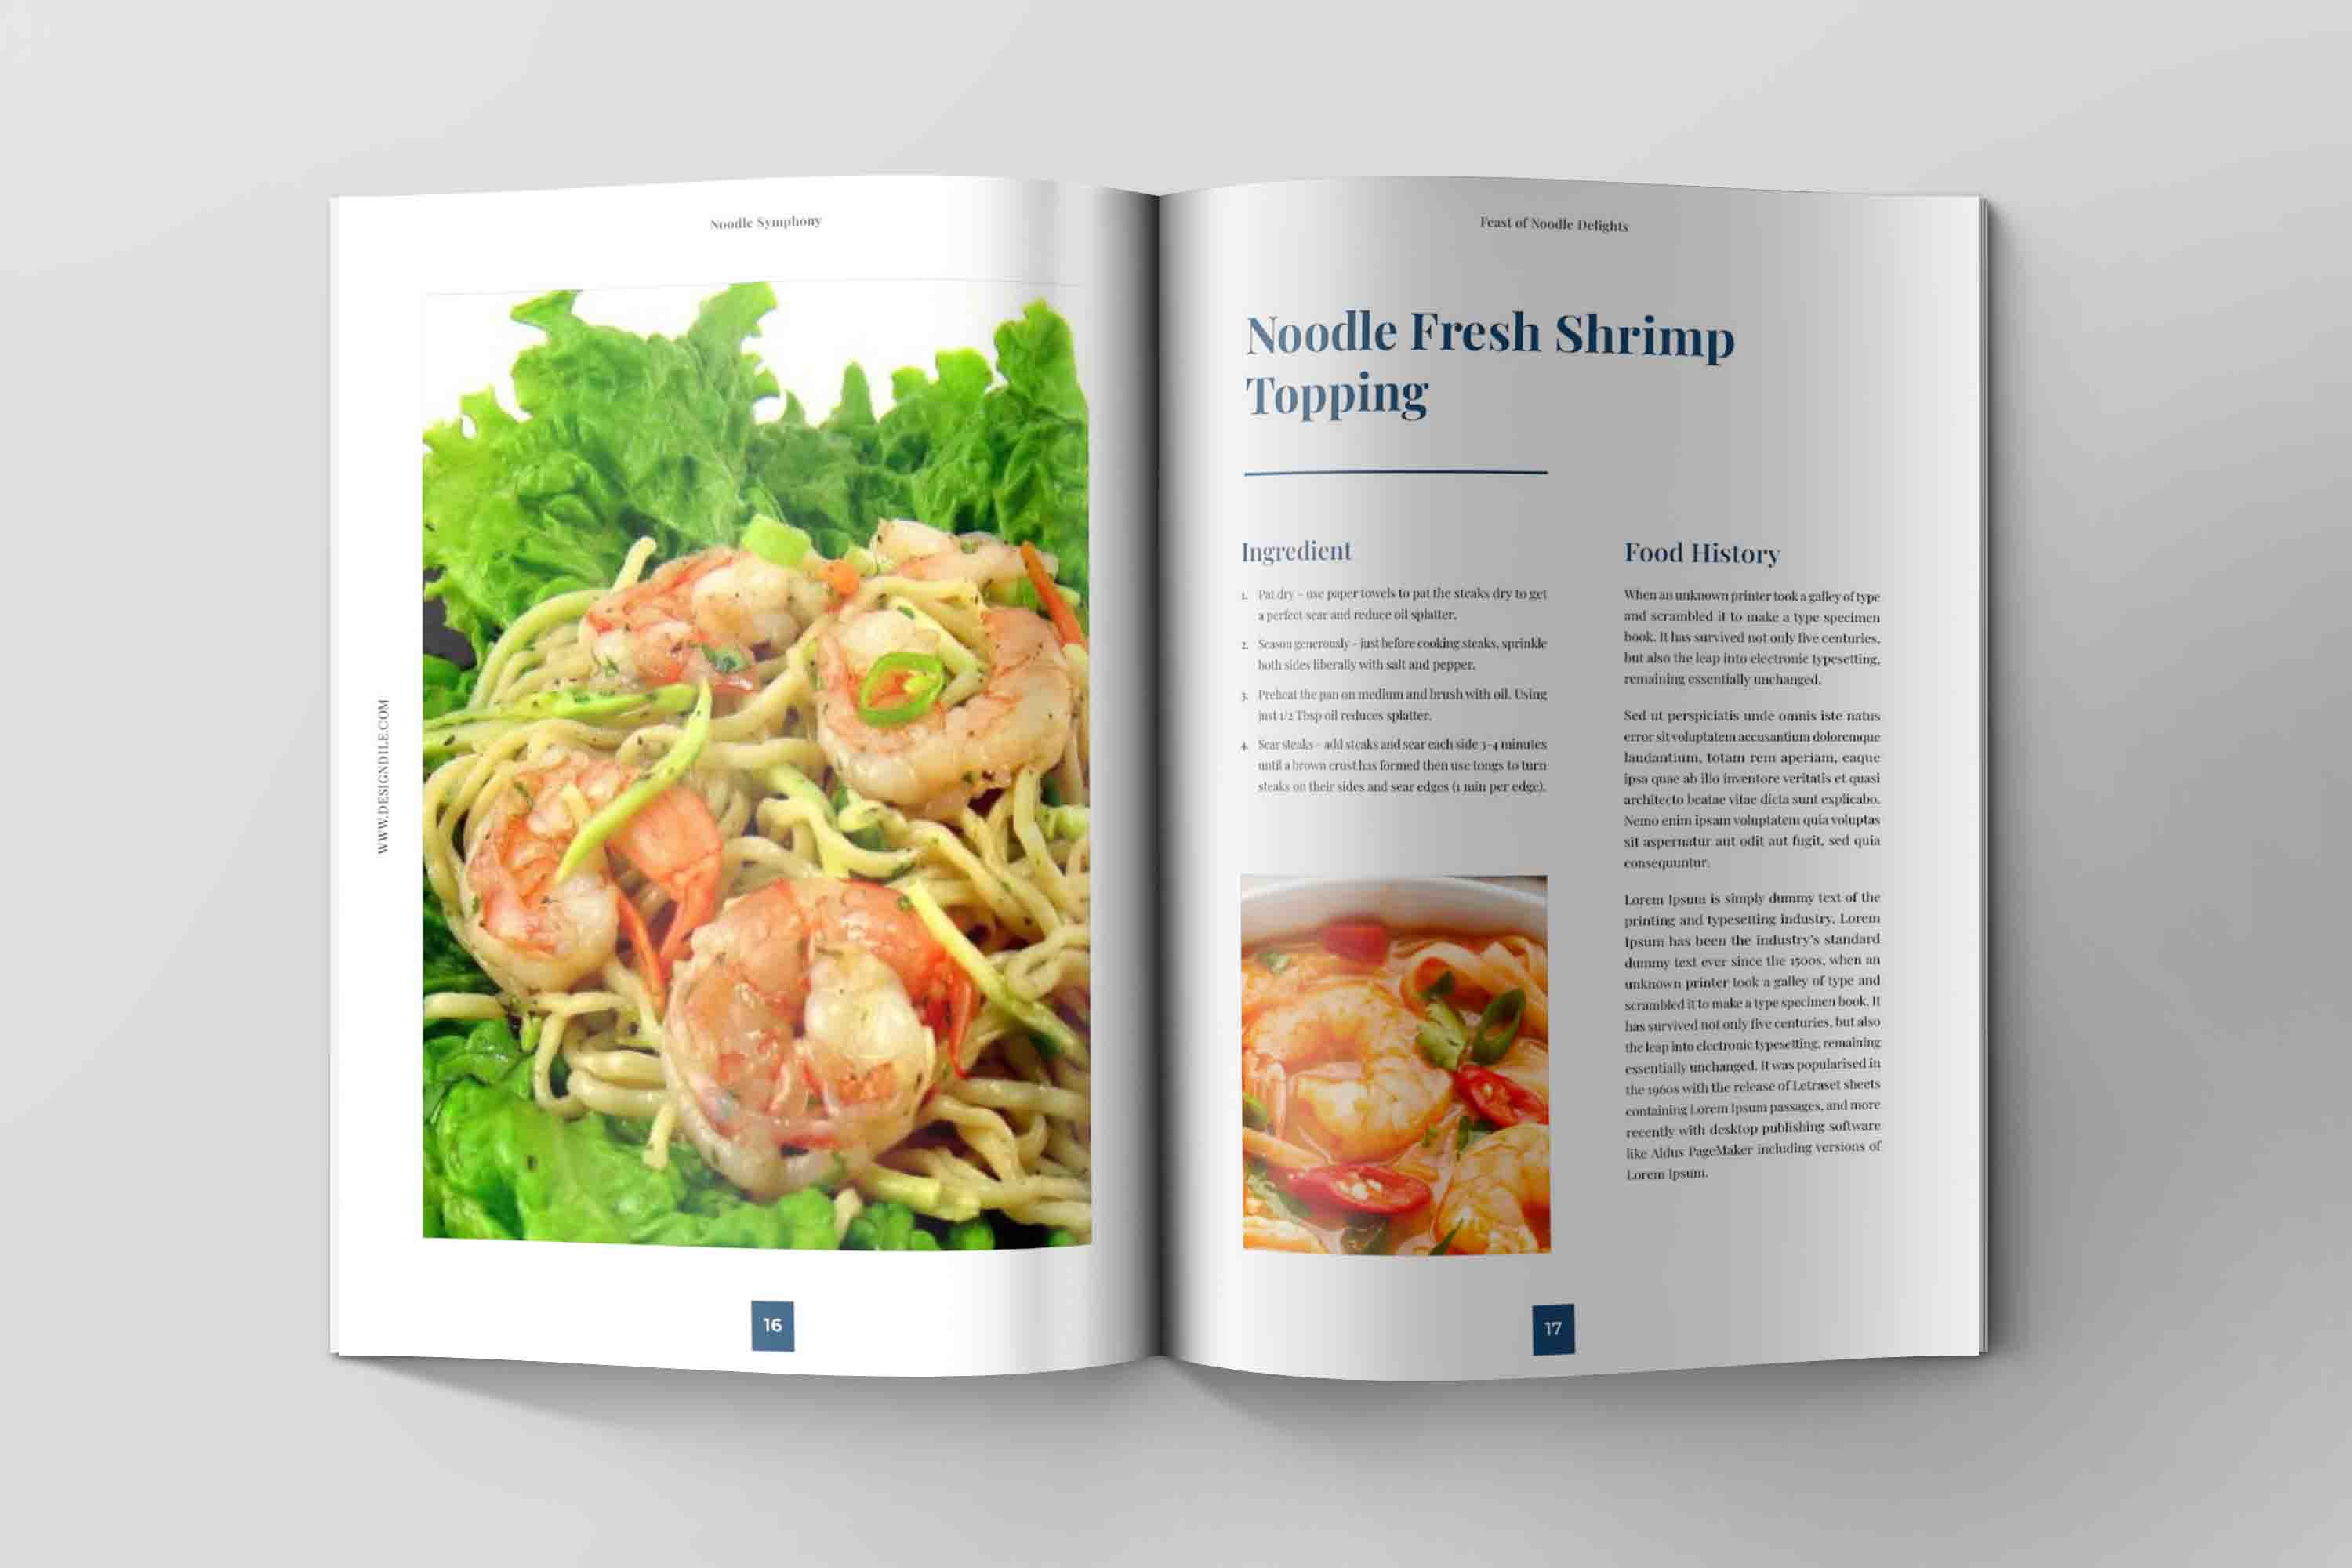 Noodle Symphony
WWW.DESIGNDILE.COM
16
Feast of Noodle Delights
Noodle Fresh Shrimp
Topping
Ingredient
1. Pat dry – use paper towels to pat the steaks dry to get
a perfect sear and reduce oil splatter.
2. Season generously – just before cooking steaks, sprinkle
both sides liberally with salt and pepper.
3. Preheat the pan on medium and brush with oil. Using
just 1/2 Tbsp oil reduces splatter.
4. Sear steaks – add steaks and sear each side 3-4 minutes
until a brown crust has formed then use tongs to turn
steaks on their sides and sear edges (1 min per edge).
Food History
When an unknown printer took a galley of type
and scrambled it to make a type specimen
book. It has survived not only five centuries,
but also the leap into electronic typesetting,
remaining essentially unchanged.
Sed ut perspiciatis unde omnis iste natus
error sit voluptatem accusantium doloremque
laudantium, totam rem aperiam, eaque
ipsa quae ab illo inventore veritatis et quasi
architecto beatae vitae dicta sunt explicabo.
Nemo enim ipsam voluptatem quia voluptas
sit aspernatur aut odit aut fugit, sed quia
consequuntur.
Lorem Ipsum is simply dummy text of the
printing and typesetting industry. Lorem
Ipsum has been the industry's standard
dummy text ever since the 1500s, when an
unknown printer took a galley of type and
scrambled it to make a type specimen book. It
has survived not only five centuries, but also
the leap into electronic typesetting, remaining
essentially unchanged. It was popularised in
the 1960s with the release of Letraset sheets
containing Lorem Ipsum passages, and more
recently with desktop publishing software
like Aldus PageMaker including versions of
Lorem Ipsum.
17